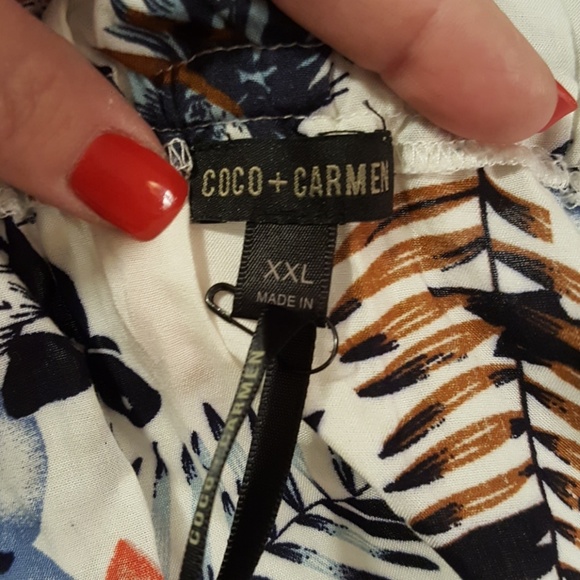 COCO + CARMEN
XXL
MADE IN
COCO + CARMEN